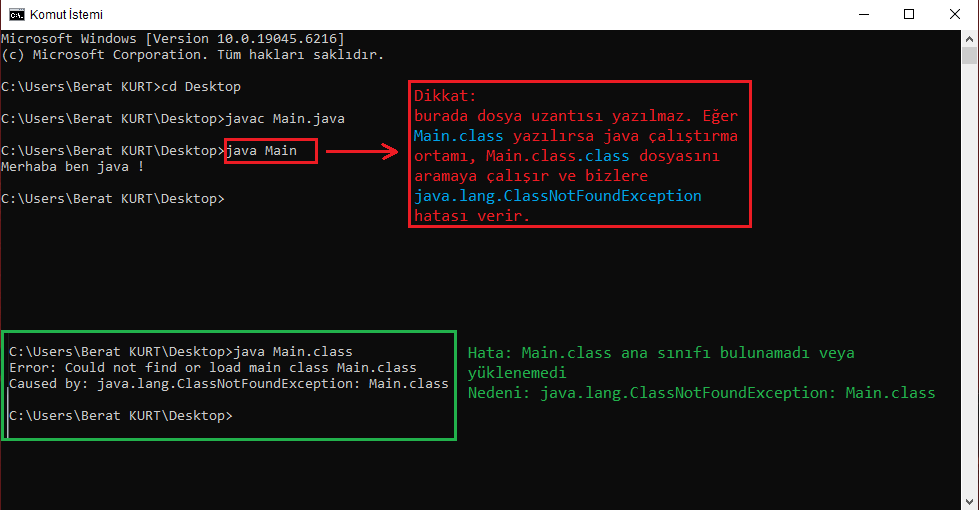 Komut İstemi
Microsoft Windows [Version 10.0.19045.6216]
(c) Microsoft Corporation. Tüm hakları saklıdır.
C:\Users\Berat KURT>cd Desktop
C:\Users\Berat KURT\Desktop>javac Main.java
C:\Users\Berat KURT\Desktop>java Main
Merhaba ben java !
C:\Users\Berat KURT\Desktop>
Dikkat:
burada dosya uzantısı yazılmaz. Eğer
Main.class yazılırsa java çalıştırma
ortamı, Main.class.class dosyasını
aramaya çalışır ve bizlere
java.lang.ClassNotFoundException
hatası verir.
C:\Users\Berat KURT\Desktop>java Main.class
Error: Could not find or load main class Main.class
Caused by: java.lang.ClassNotFoundException: Main.class
C:\Users\Berat KURT\Desktop>
Hata: Main.class ana sınıfı bulunamadı veya
yüklenemedi
Nedeni: java.lang.ClassNotFoundException: Main.class